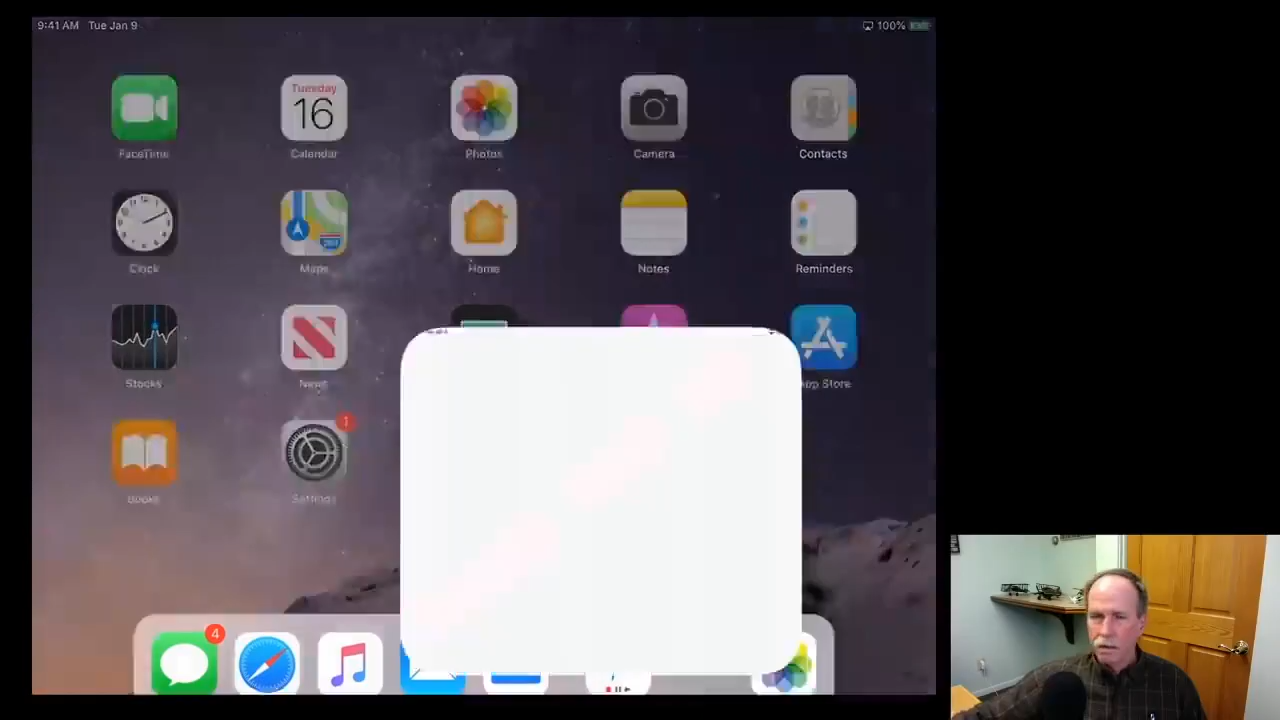 9:41 AM Tue Jan 9
100%
Tuesday
16
FaceTime
Calendar
Photos
Camera
Contacts
Clock
Maps
Home
Notes
Reminders
Stocks
News
App Store
1
Books
Settings
4